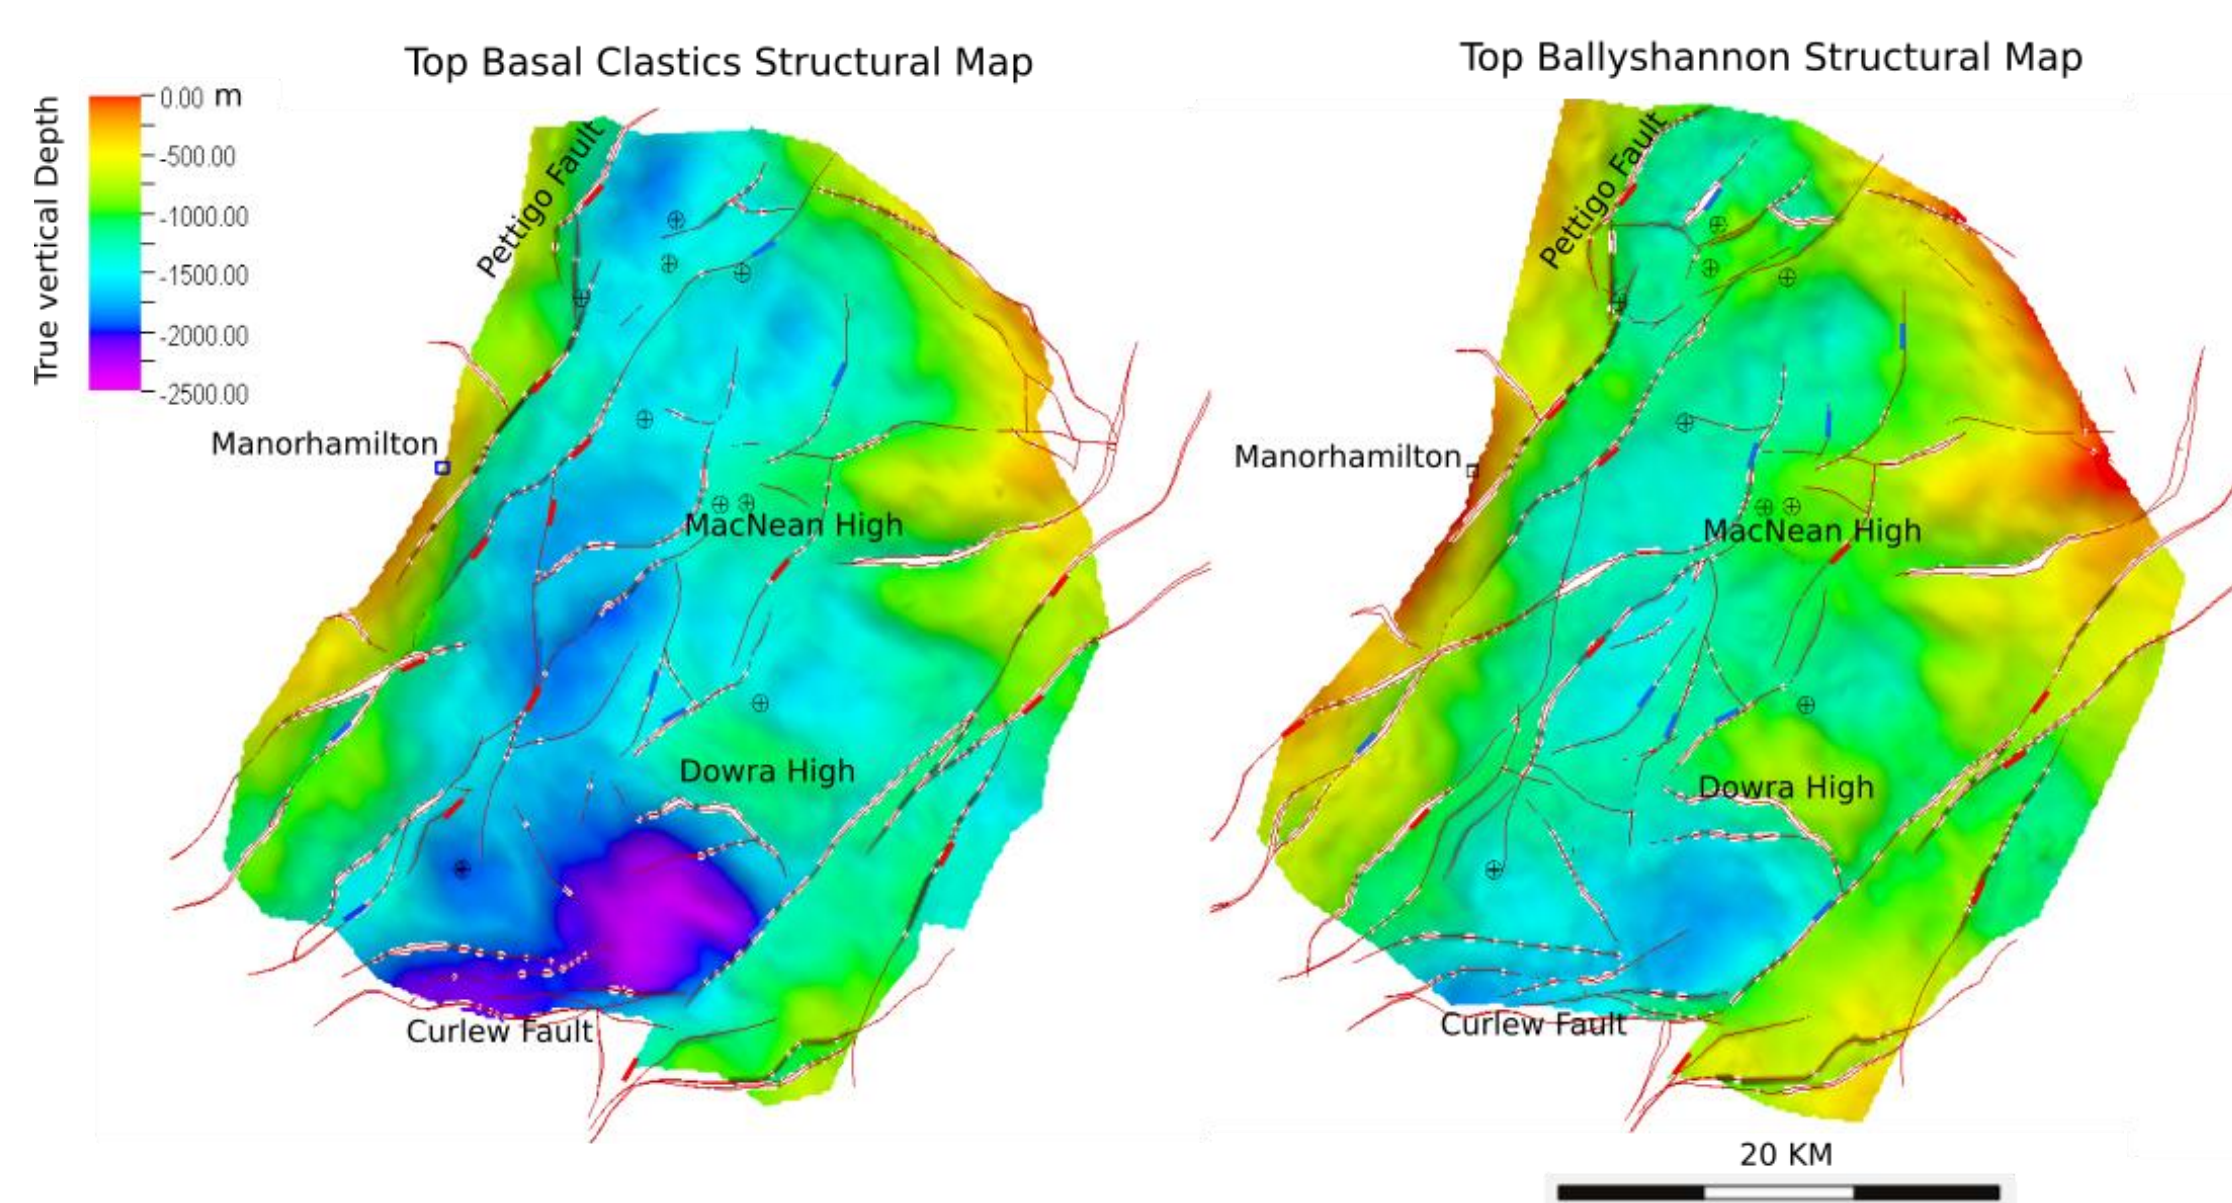 Top Basal Clastics Structural Map
Top Ballyshannon Structural Map
True vertical Depth
0.00 m
-500.00
-1000.00
-1500.00
-2000.00
-2500.00
Pettigo Fault
Manorhamilton
MacNean High
Dowra High
Curlew Fault
Pettigo Fault
Manorhamilton
MacNean High
Dowra High
Curlew Fault
20 KM